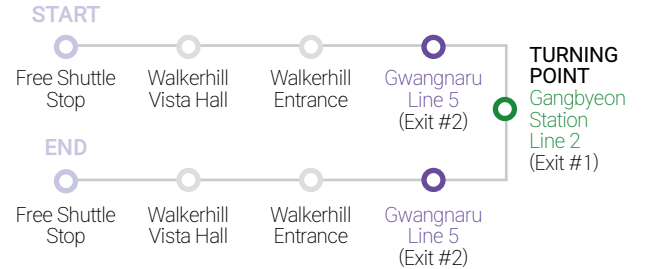 START
Free Shuttle
Stop
Walkerhill
Vista Hall
Walkerhill
Entrance
Gwangnaru
Line 5
(Exit #2)
TURNING
POINT
Gangbyeon
Station
Line 2
(Exit #1)
END
Free Shuttle
Stop
Walkerhill
Vista Hall
Walkerhill
Entrance
Gwangnaru
Line 5
(Exit #2)